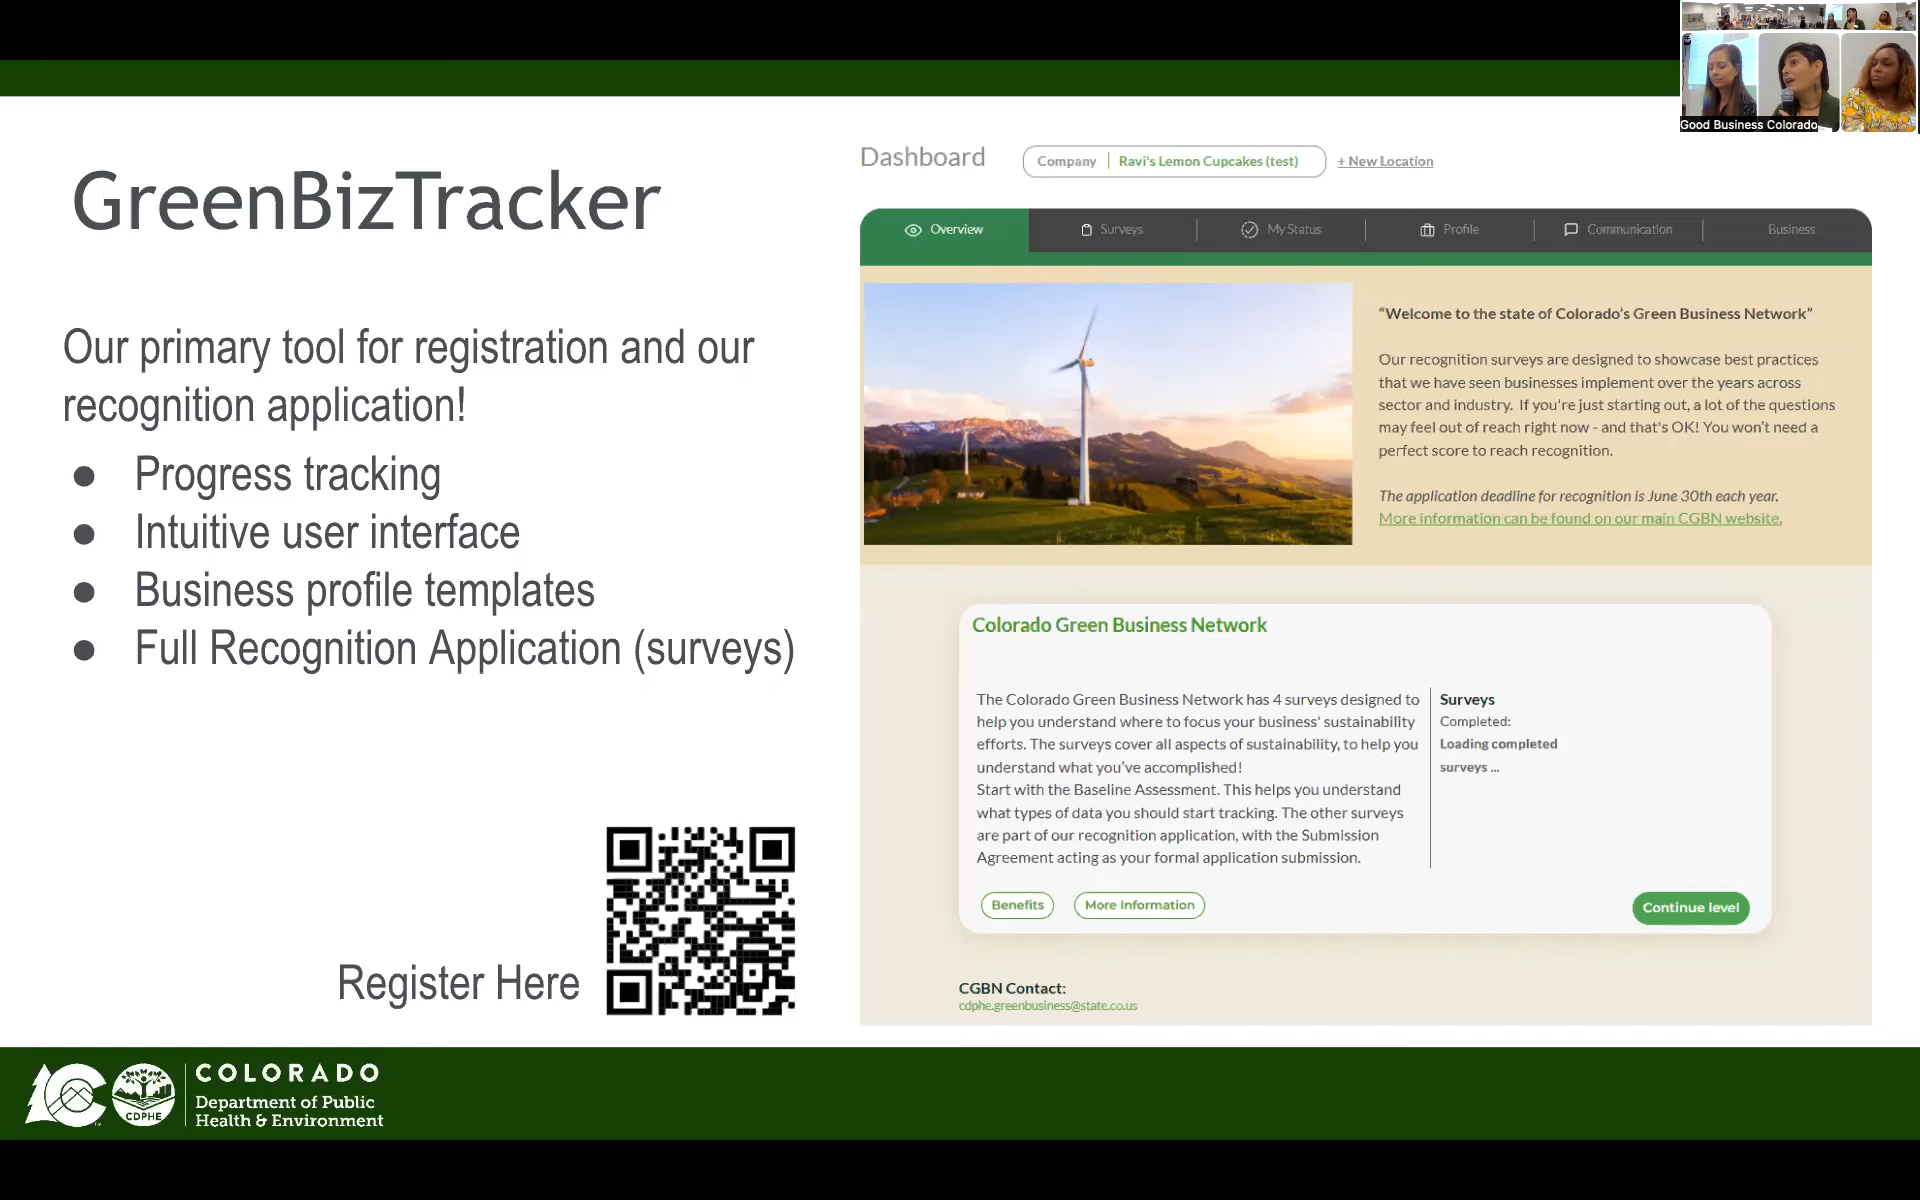 Good Business Colorado
GreenBizTracker
Our primary tool for registration and our
recognition application!
● Progress tracking
● Intuitive user interface
● Business profile templates
● Full Recognition Application (surveys)
Register Here
Dashboard
Company | Ravi's Lemon Cupcakes (test)
+ New Location
Overview
Surveys
My Status
Profile
Communication
Business
“Welcome to the state of Colorado’s Green Business Network”
Our recognition surveys are designed to showcase best practices
that we have seen businesses implement over the years across
sector and industry. If you're just starting out, a lot of the questions
may feel out of reach right now - and that's OK! You won’t need a
perfect score to reach recognition.
The application deadline for recognition is June 30th each year.
More information can be found on our main CGBN website.
Colorado Green Business Network
The Colorado Green Business Network has 4 surveys designed to
help you understand where to focus your business' sustainability
efforts. The surveys cover all aspects of sustainability, to help you
understand what you’ve accomplished!
Start with the Baseline Assessment. This helps you understand
what types of data you should start tracking. The other surveys
are part of our recognition application, with the Submission
Agreement acting as your formal application submission.
Surveys
Completed:
Loading completed
surveys ...
Benefits
More Information
Continue level
CGBN Contact:
cdphe.greenbusiness@state.co.us
CDPHE
COLORADO
Department of Public
Health & Environment